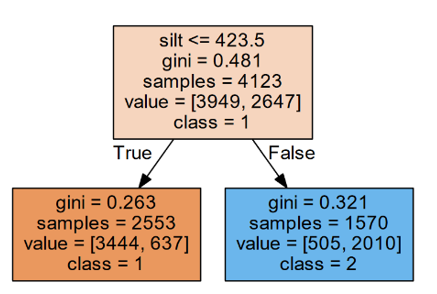 silt <= 423.5
gini = 0.481
samples = 4123
value = [3949, 2647]
class = 1
True
False
gini = 0.263
samples = 2553
value = [3444, 637]
class = 1
gini = 0.321
samples = 1570
value = [505, 2010]
class = 2